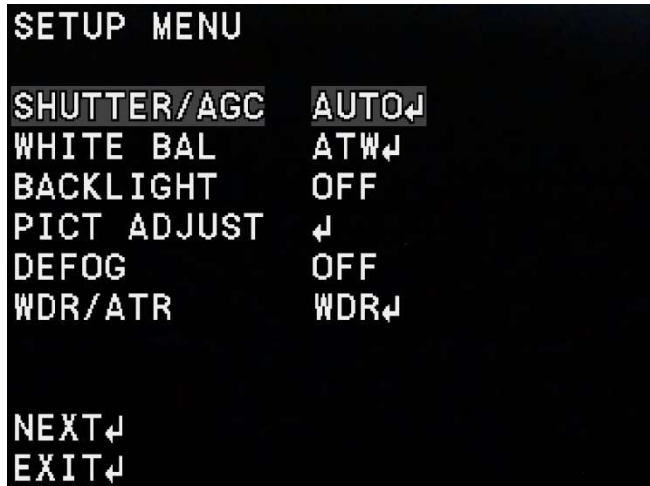 SETUP MENU
SHUTTER/AGC AUTO↲
WHITE BAL ATW↲
BACKLIGHT OFF
PICT ADJUST ↲
DEFOG OFF
WDR/ATR WDR↲
NEXT↲
EXIT↲